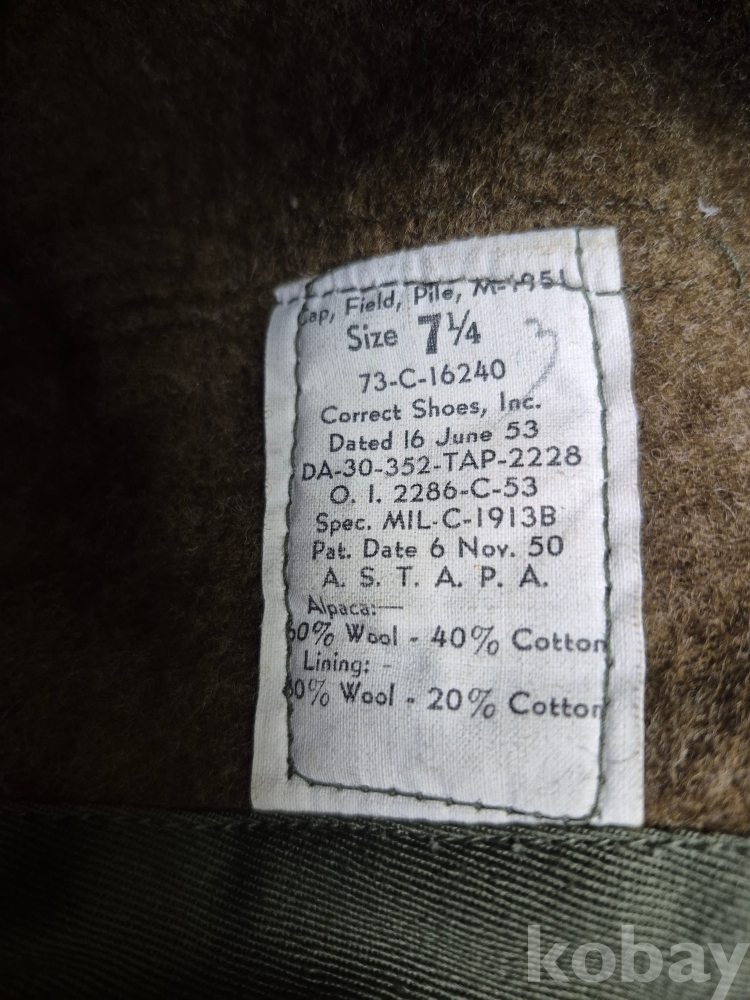 Cap, Field, Pile, M-1951
Size 7¼
3
73-C-16240
Correct Shoes, Inc.
Dated 16 June 53
DA-30-352-TAP-2228
O. I. 2286-C-53
Spec. MIL-C-1913B
Pat. Date 6 Nov. 50
A. S. T. A. P. A.
Alpaca:—
60% Wool - 40% Cotton
Lining: -
80% Wool - 20% Cotton
kobay